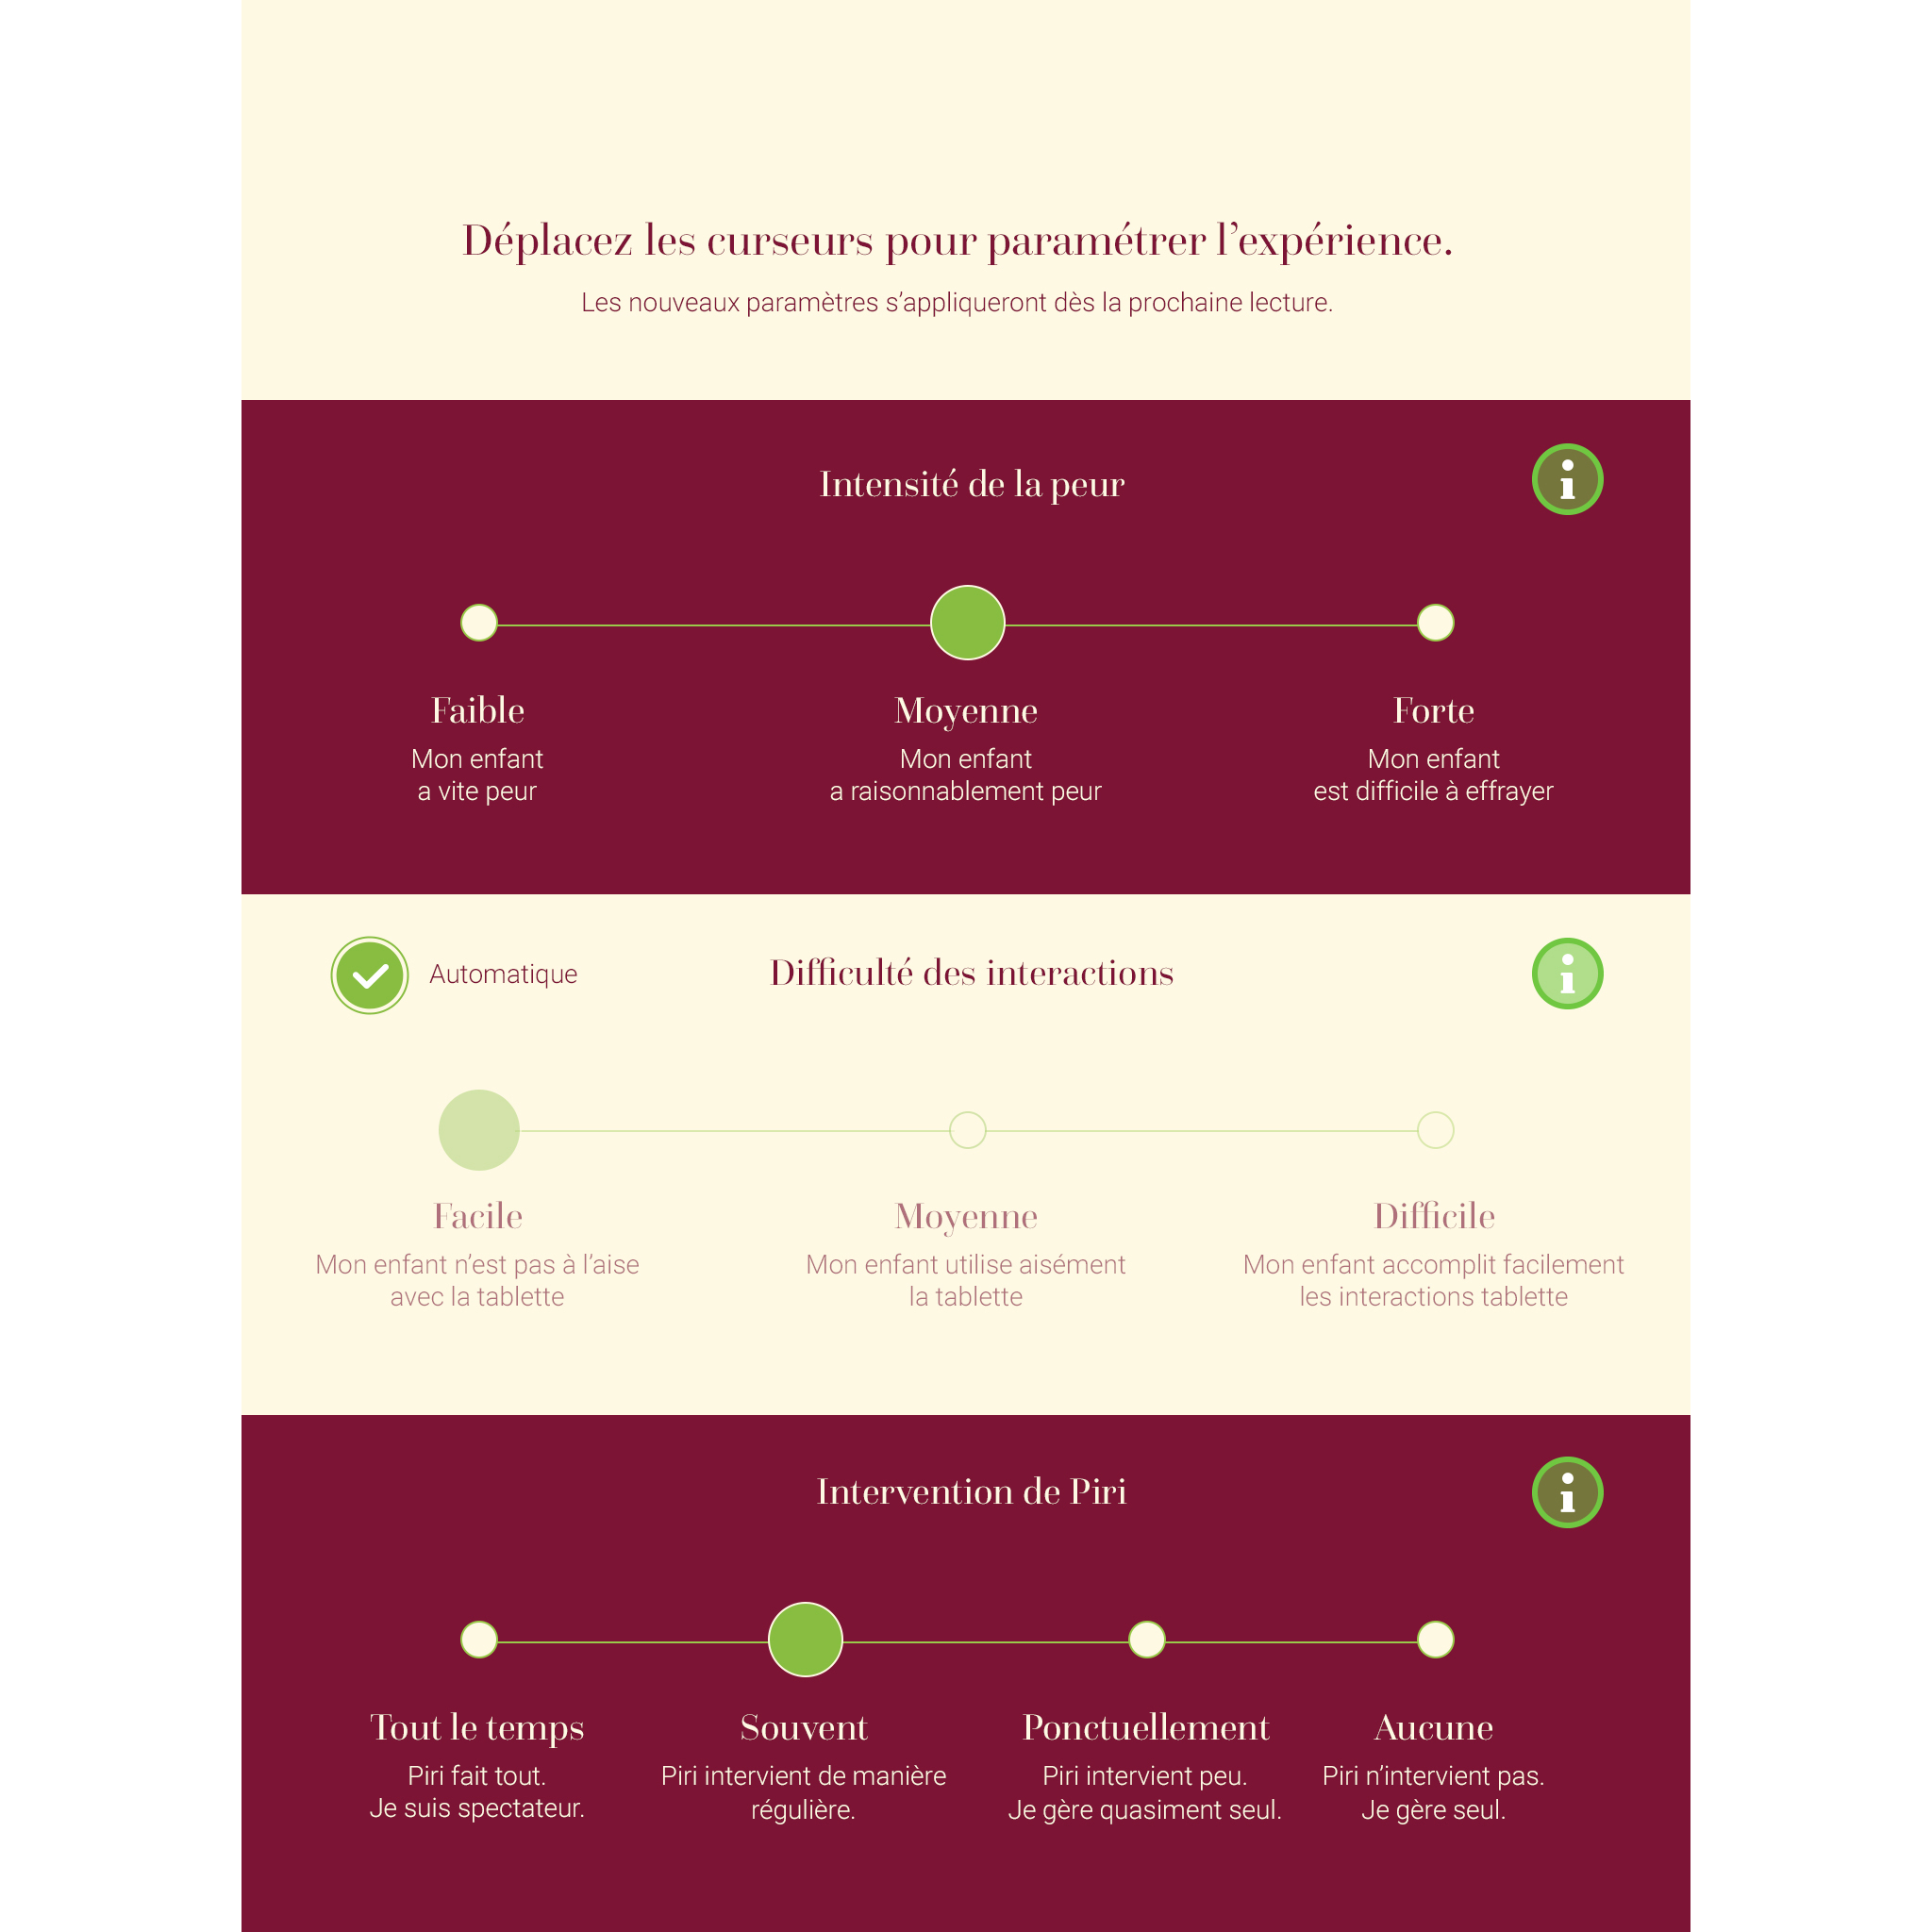 Déplacez les curseurs pour paramétrer l’expérience.
Les nouveaux paramètres s’appliqueront dès la prochaine lecture.
Intensité de la peur
Faible
Mon enfant
a vite peur
Moyenne
Mon enfant
a raisonnablement peur
Forte
Mon enfant
est difficile à effrayer
Automatique
Difficulté des interactions
Facile
Mon enfant n’est pas à l’aise
avec la tablette
Moyenne
Mon enfant utilise aisément
la tablette
Difficile
Mon enfant accomplit facilement
les interactions tablette
Intervention de Piri
Tout le temps
Piri fait tout.
Je suis spectateur.
Souvent
Piri intervient de manière
régulière.
Ponctuellement
Piri intervient peu.
Je gère quasiment seul.
Aucune
Piri n’intervient pas.
Je gère seul.